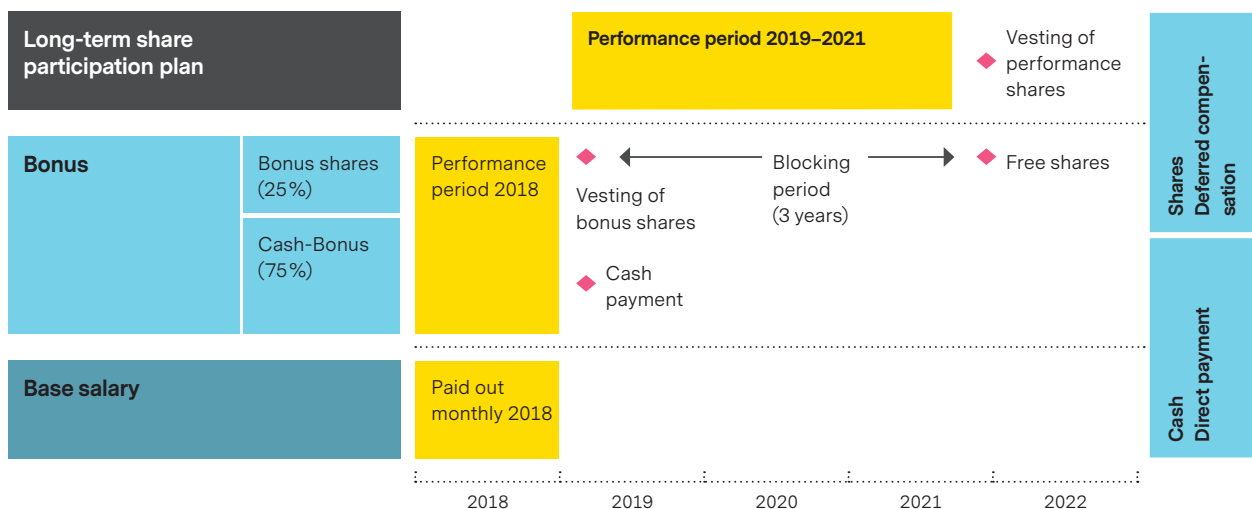 Long-term share
participation plan
Performance period 2019–2021
Vesting of
performance
shares
Bonus
Bonus shares
(25%)
Cash-Bonus
(75%)
Performance
period 2018
Vesting of
bonus shares
Blocking
period
(3 years)
Free shares
Cash
payment
Shares
Deferred compen-
sation
Base salary
Paid out
monthly 2018
Cash
Direct payment
2018
2019
2020
2021
2022